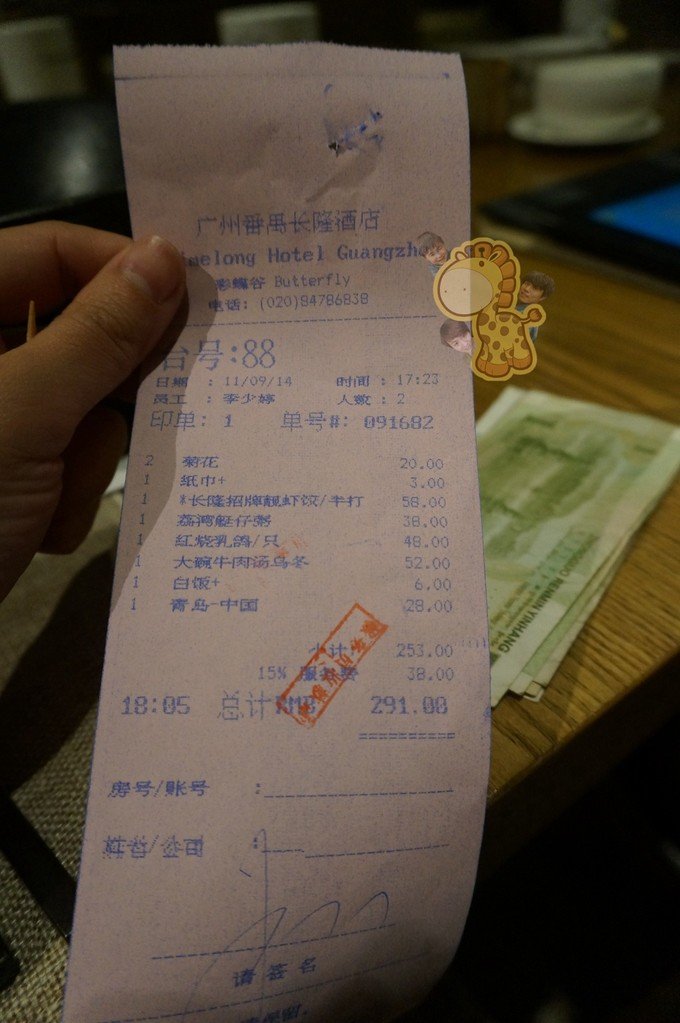 广州番禺长隆酒店
melong Hotel Guangzh
彩蝶谷 Butterfly
电话: (020)84786838
台号:88
日期 : 11/09/14 时间 : 17:23
员工 : 李少婷 人数 : 2
印单: 1 单号#: 091682
2 菊花 20.00
1 纸巾+ 3.00
1 *长隆招牌靓虾饺/半打 58.00
1 荔湾艇仔粥 38.00
1 红烧乳鸽/只 48.00
1 大碗牛肉汤乌冬 52.00
1 白饭+ 6.00
1 青岛-中国 28.00
小计: 253.00
15% 服务费 38.00
18:05 总计RMB 291.00
==========
房号/账号 :
姓名/公司 :
请签名